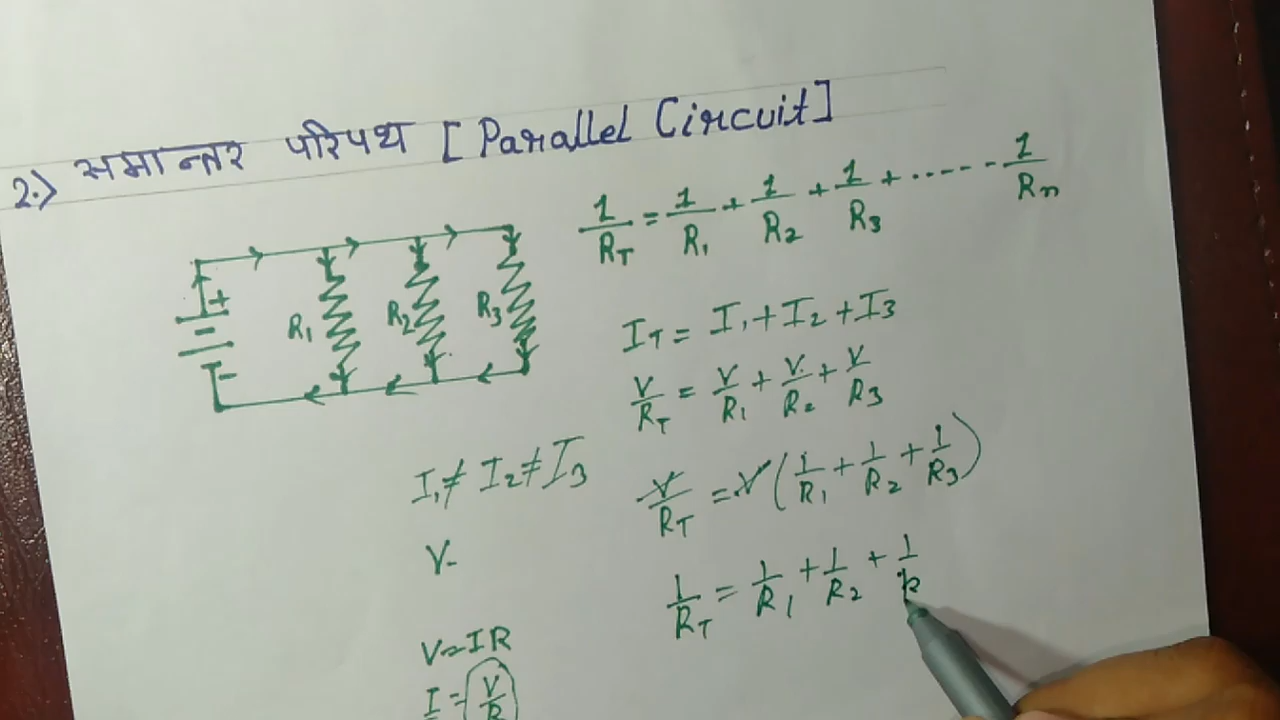 2.) समान्तर परिपथ [Parallel Circuit]
1/R_T = 1/R_1 + 1/R_2 + 1/R_3 + ..... - 1/R_n
+
-
-
R_1
R_2
R_3
I_T = I_1 + I_2 + I_3
V/R_T = V/R_1 + V/R_2 + V/R_3
I_1 ≠ I_2 ≠ I_3
V/R_T = V(1/R_1 + 1/R_2 + 1/R_3)
V-
1/R_T = 1/R_1 + 1/R_2 + 1/R
V=IR
I = V/R